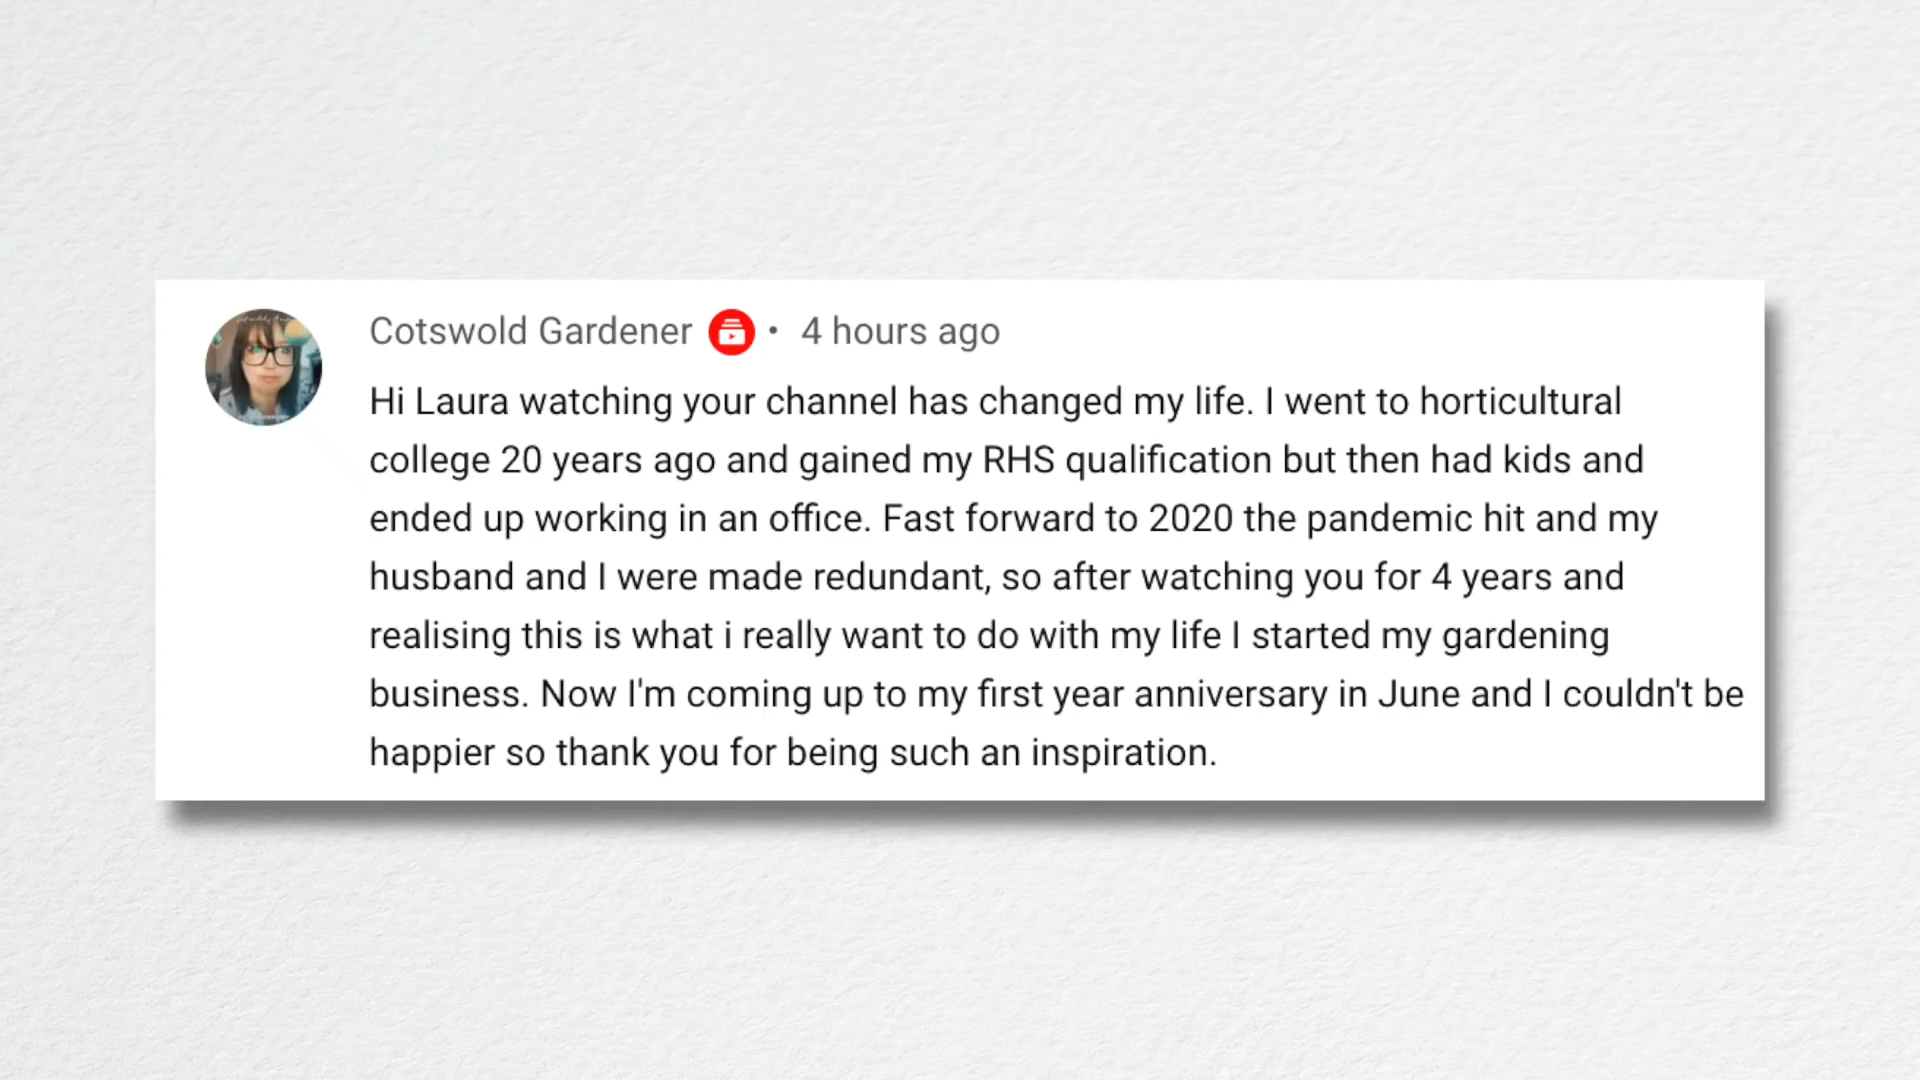 Cotswold Gardener • 4 hours ago
Hi Laura watching your channel has changed my life. I went to horticultural
college 20 years ago and gained my RHS qualification but then had kids and
ended up working in an office. Fast forward to 2020 the pandemic hit and my
husband and I were made redundant, so after watching you for 4 years and
realising this is what i really want to do with my life I started my gardening
business. Now I'm coming up to my first year anniversary in June and I couldn't be
happier so thank you for being such an inspiration.